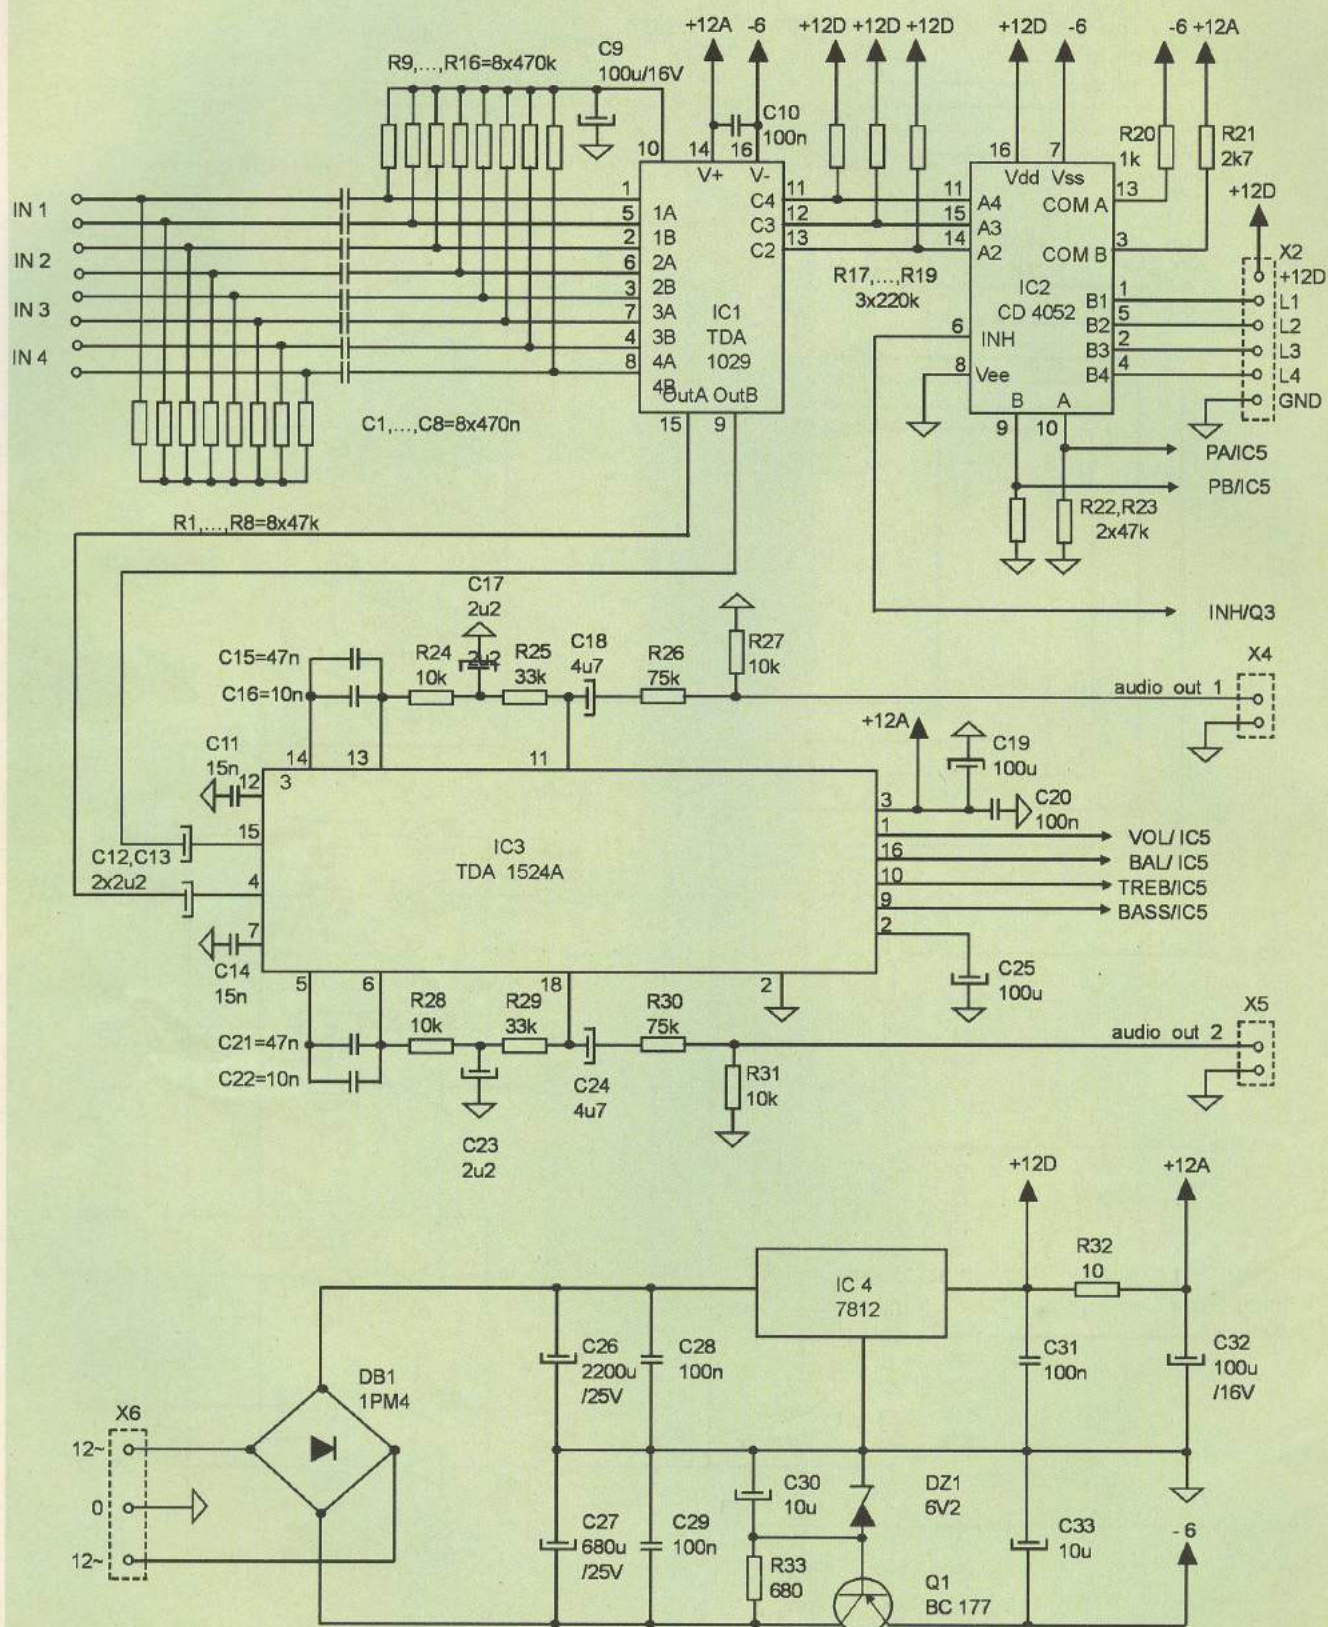 +12A -6 +12D +12D +12D +12D -6 -6 +12A
C9
100u/16V
R9,...,R16=8x470k
C10
100n
R20
1k
R21
2k7
+12D
10 14 16 16 7
V+ V- Vdd Vss
IN 1
IN 2
IN 3
IN 4
1
5
2
6
3
7
4
8
1A
1B
2A
2B
3A
3B
4A
4B
C4
C3
C2
11
12
13
IC1
TDA
1029
OutA OutB
15 9
R17,...,R19
3x220k
11
15
14
A4
A3
A2
COM A
COM B
13
3
IC2
CD 4052
6
INH
8
Vee
B1
B2
B3
B4
1
5
2
4
B A
9 10
X2
+12D
L1
L2
L3
L4
GND
C1,...,C8=8x470n
R1,...,R8=8x47k
PA/IC5
PB/IC5
R22,R23
2x47k
INH/Q3
C17
2u2
2u2
C15=47n
C16=10n
R24
10k
R25
33k
C18
4u7
R26
75k
R27
10k
audio out 1
X4
C11
15n
12
14 13 11
3
15
C12,C13
2x2u2
4
7
C14
15n
IC3
TDA 1524A
+12A
C19
100u
C20
100n
3
1
16
10
9
2
VOL/ IC5
BAL/ IC5
TREB/IC5
BASS/IC5
C25
100u
5 6 18 2
R28
10k
R29
33k
R30
75k
C21=47n
C22=10n
C24
4u7
R31
10k
audio out 2
X5
C23
2u2
+12D +12A
R32
10
IC 4
7812
DB1
1PM4
C26
2200u
/25V
C28
100n
C31
100n
C32
100u
/16V
X6
12~
0
12~
C30
10u
DZ1
6V2
C27
680u
/25V
C29
100n
R33
680
Q1
BC 177
C33
10u
- 6